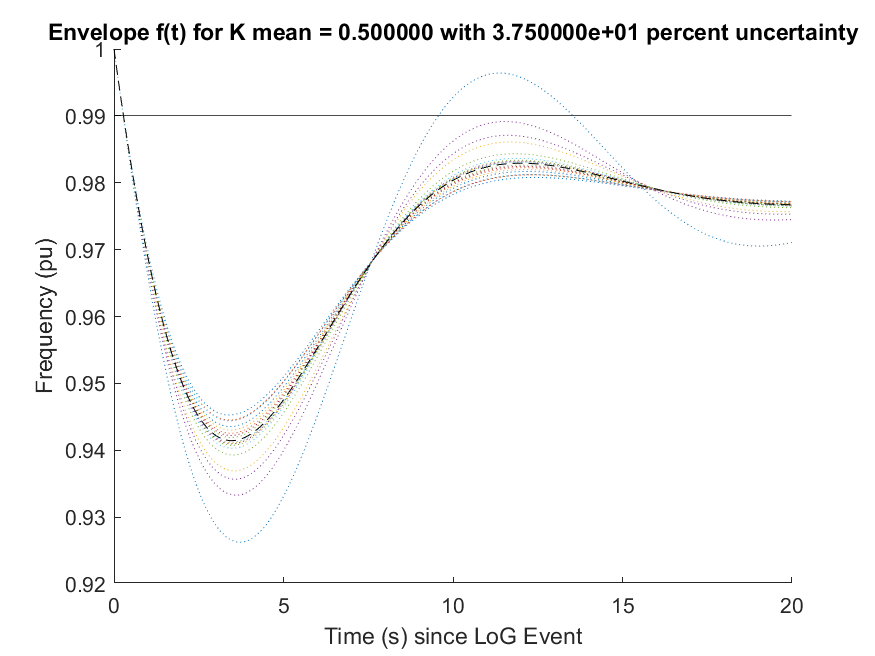 Envelope f(t) for K mean = 0.500000 with 3.750000e+01 percent uncertainty
1
0.99
0.98
0.97
0.96
0.95
0.94
0.93
0.92
Frequency (pu)
0 5 10 15 20
Time (s) since LoG Event